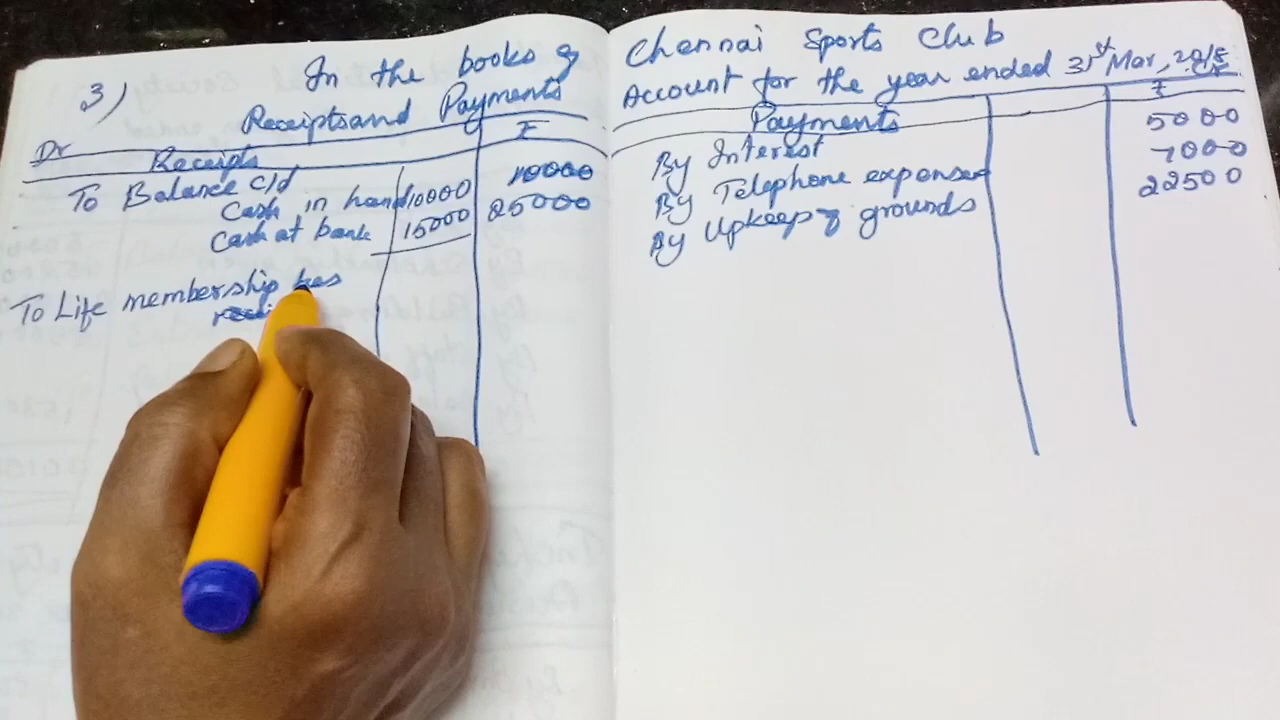 3)
In the books of Chennai Sports Club
Receipts and Payments Account for the year ended 31st Mar, 2018
Dr Cr
Receipts ₹ Payments ₹
To Balance c/d 10000 By Interest 5000
Cash in hand 10000 25000 By Telephone expenses 7000
Cash at bank 15000 By Upkeep of grounds 22500
To Life membership fees